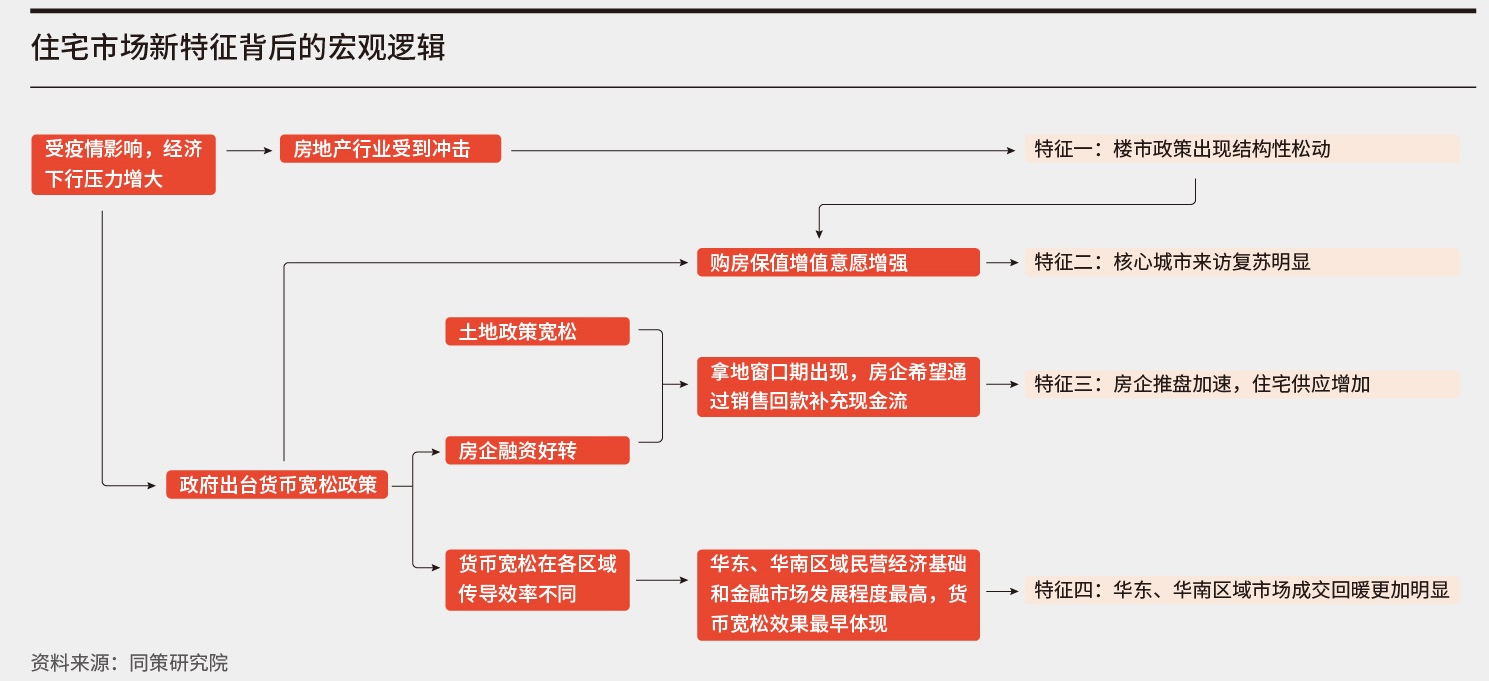 住宅市场新特征背后的宏观逻辑
受疫情影响，经济
下行压力增大
房地产行业受到冲击
特征一：楼市政策出现结构性松动
购房保值增值意愿增强
特征二：核心城市来访复苏明显
土地政策宽松
拿地窗口期出现，房企希望通
过销售回款补充现金流
特征三：房企推盘加速，住宅供应增加
房企融资好转
政府出台货币宽松政策
货币宽松在各区域
传导效率不同
华东、华南区域民营经济基础
和金融市场发展程度最高，货
币宽松效果最早体现
特征四：华东、华南区域市场成交回暖更加明显
资料来源：同策研究院